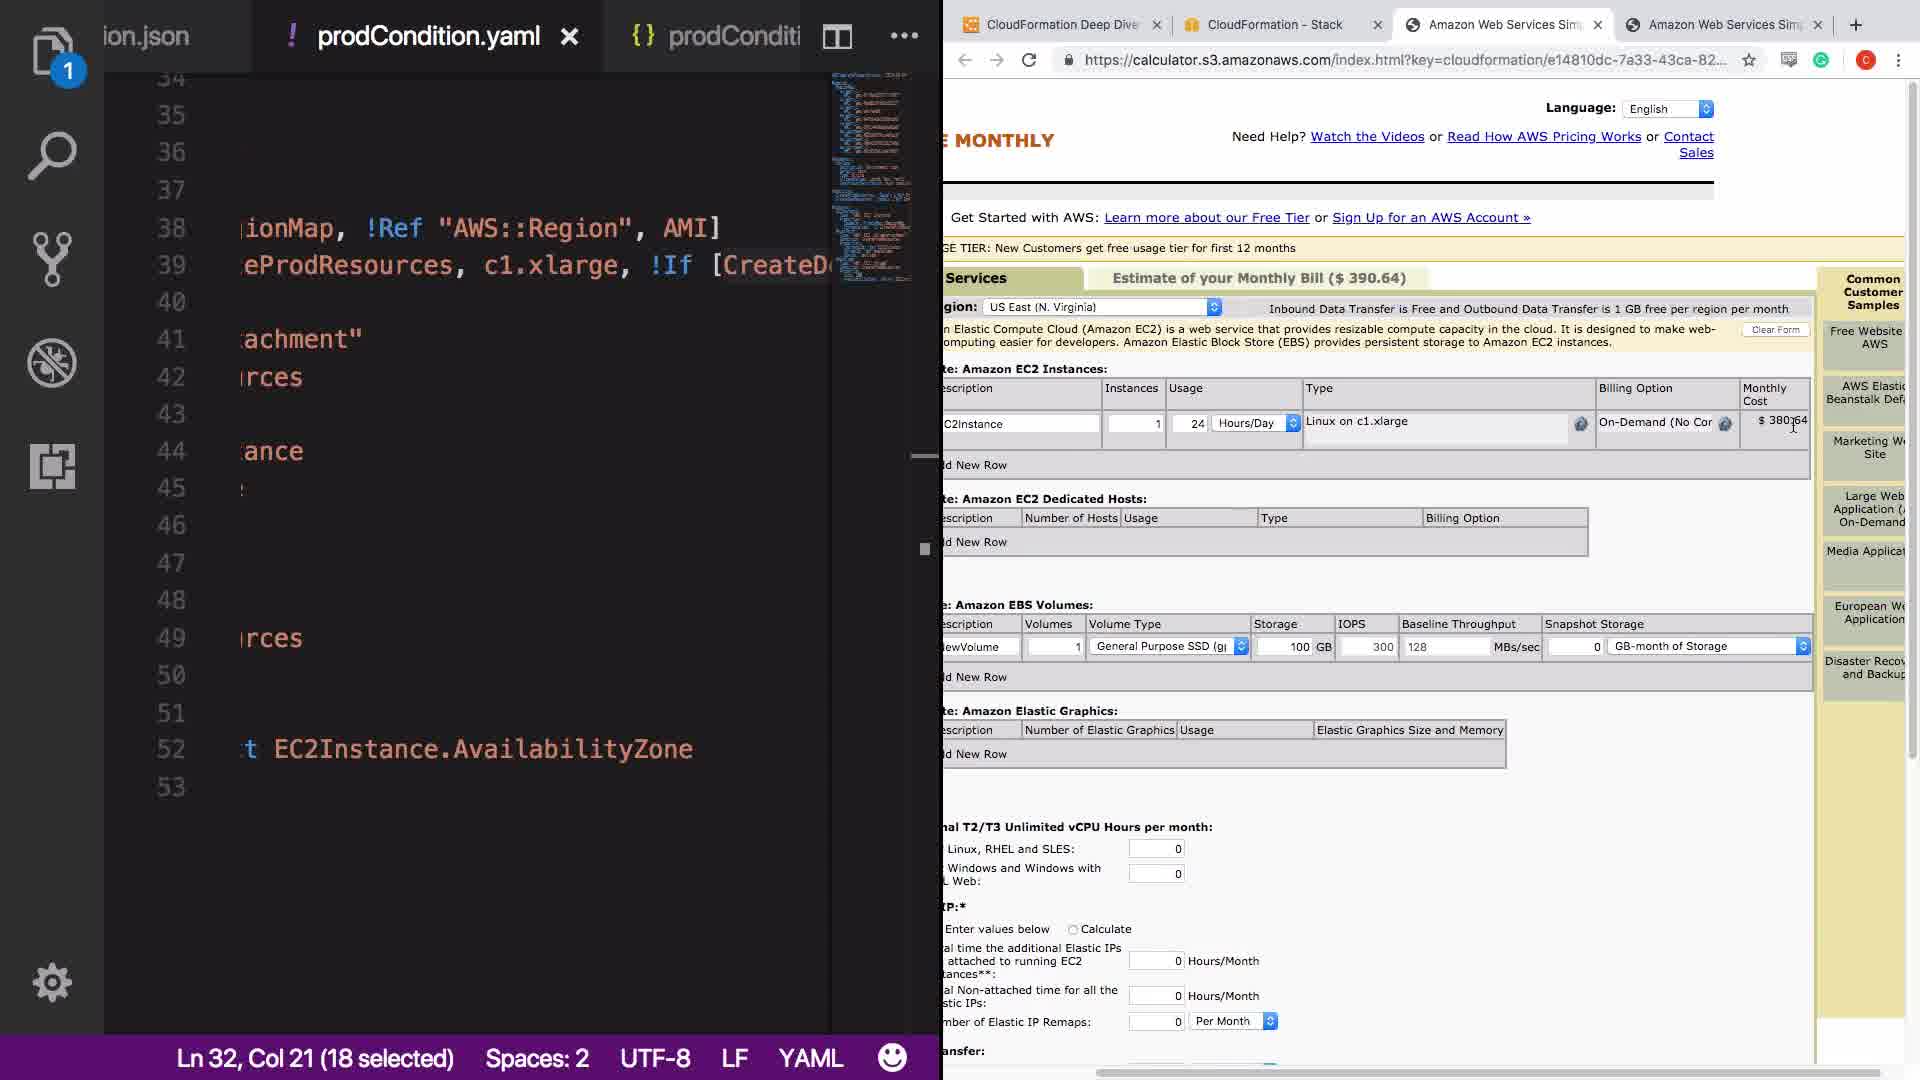 ion.json
! prodCondition.yaml ×
{} prodConditi
1
34
35
36
37
38 ionMap, !Ref "AWS::Region", AMI]
39 eProdResources, c1.xlarge, !If [CreateD
40
41 achment"
42 rces
43
44 ance
45
46
47
48
49 rces
50
51
52 t EC2Instance.AvailabilityZone
53
Ln 32, Col 21 (18 selected) Spaces: 2 UTF-8 LF YAML
CloudFormation Deep Dive
CloudFormation - Stack
Amazon Web Services Sim
Amazon Web Services Simp
https://calculator.s3.amazonaws.com/index.html?key=cloudformation/e14810dc-7a33-43ca-82...
C
Language: English
E MONTHLY
Need Help? Watch the Videos or Read How AWS Pricing Works or Contact
Sales
Get Started with AWS: Learn more about our Free Tier or Sign Up for an AWS Account »
GE TIER: New Customers get free usage tier for first 12 months
Services
Estimate of your Monthly Bill ($ 390.64)
gion: US East (N. Virginia)
Inbound Data Transfer is Free and Outbound Data Transfer is 1 GB free per region per month
n Elastic Compute Cloud (Amazon EC2) is a web service that provides resizable compute capacity in the cloud. It is designed to make web-
omputing easier for developers. Amazon Elastic Block Store (EBS) provides persistent storage to Amazon EC2 instances.
Clear Form
te: Amazon EC2 Instances:
escription Instances Usage Type Billing Option Monthly
Cost
C2Instance 1 24 Hours/Day Linux on c1.xlarge On-Demand (No Cor $ 380.64
d New Row
te: Amazon EC2 Dedicated Hosts:
escription Number of Hosts Usage Type Billing Option
d New Row
e: Amazon EBS Volumes:
escription Volumes Volume Type Storage IOPS Baseline Throughput Snapshot Storage
ewVolume 1 General Purpose SSD (g 100 GB 300 128 MBs/sec 0 GB-month of Storage
d New Row
te: Amazon Elastic Graphics:
escription Number of Elastic Graphics Usage Elastic Graphics Size and Memory
d New Row
nal T2/T3 Unlimited vCPU Hours per month:
Linux, RHEL and SLES: 0
Windows and Windows with
L Web: 0
IP:*
Enter values below Calculate
al time the additional Elastic IPs
attached to running EC2
tances**: 0 Hours/Month
al Non-attached time for all the
stic IPs: 0 Hours/Month
mber of Elastic IP Remaps: 0 Per Month
ansfer:
Common
Customer
Samples
Free Website
AWS
AWS Elastic
Beanstalk Def
Marketing We
Site
Large Web
Application (
On-Demand
Media Applicat
European We
Application
Disaster Recov
and Backup